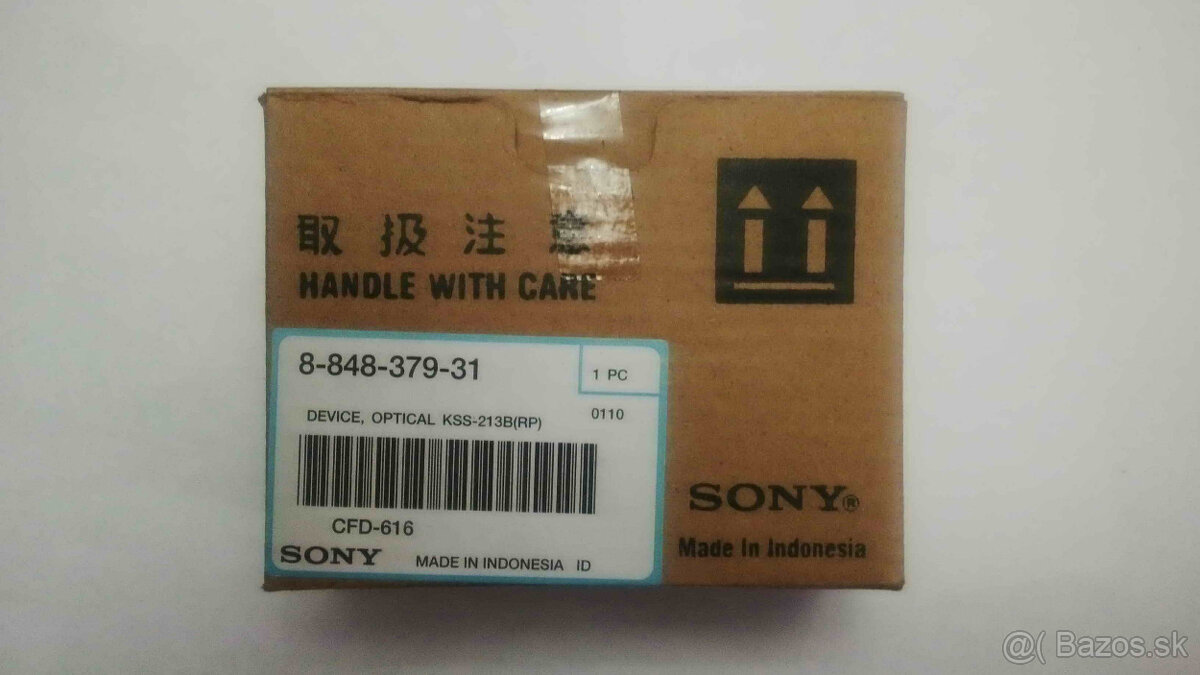 取扱注意
HANDLE WITH CARE
8-848-379-31
1 PC
DEVICE, OPTICAL KSS-213B(RP)
0110
CFD-616
SONY MADE IN INDONESIA ID
SONY®
Made In Indonesia
@( Bazos.sk